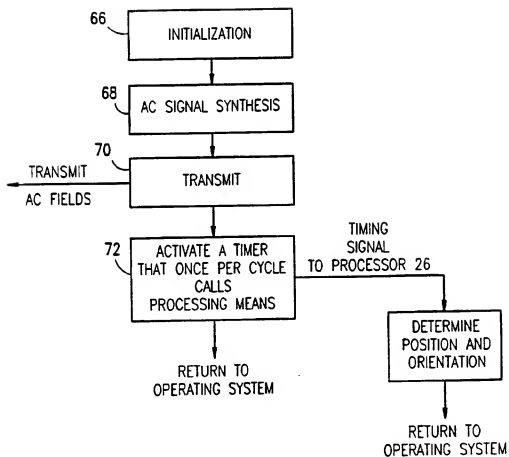 66
INITIALIZATION
68
AC SIGNAL SYNTHESIS
70
TRANSMIT
TRANSMIT
AC FIELDS
72
ACTIVATE A TIMER
THAT ONCE PER CYCLE
CALLS
PROCESSING MEANS
TIMING
SIGNAL
TO PROCESSOR 26
DETERMINE
POSITION AND
ORIENTATION
RETURN TO
OPERATING SYSTEM
RETURN TO
OPERATING SYSTEM